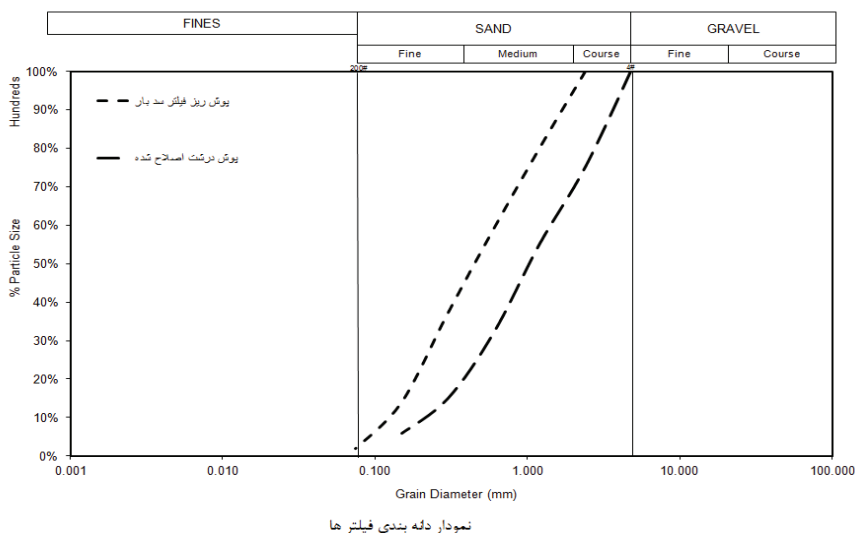 FINES SAND GRAVEL
Fine Medium Course Fine Course
200# 4#
Hundreds
% Particle Size
100%
90%
80%
70%
60%
50%
40%
30%
20%
10%
0%
پوش ریز فیلتر سد بار
پوش درشت اصلاح شده
0.001 0.010 0.100 1.000 10.000 100.000
Grain Diameter (mm)
نمودار دانه بندی فیلتر ها